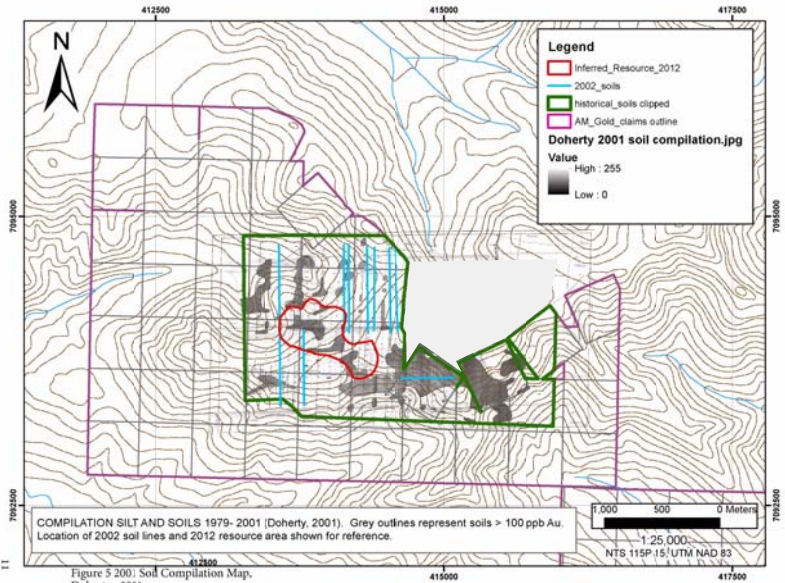 412500
415000
417500
N
Legend
Inferred_Resource_2012
2002_soils
historical_soils clipped
AM_Gold_claims outline
Doherty 2001 soil compilation.jpg
Value
High : 255
Low : 0
7095000
7095000
7092500
7092500
COMPILATION SILT AND SOILS 1979- 2001 (Doherty, 2001). Grey outlines represent soils > 100 ppb Au.
Location of 2002 soil lines and 2012 resource area shown for reference.
1,000 500 0 Meters
1:25,000
NTS 115P 15, UTM NAD 83
412500
415000
417500
11
Figure 5 2001 Soil Compilation Map,